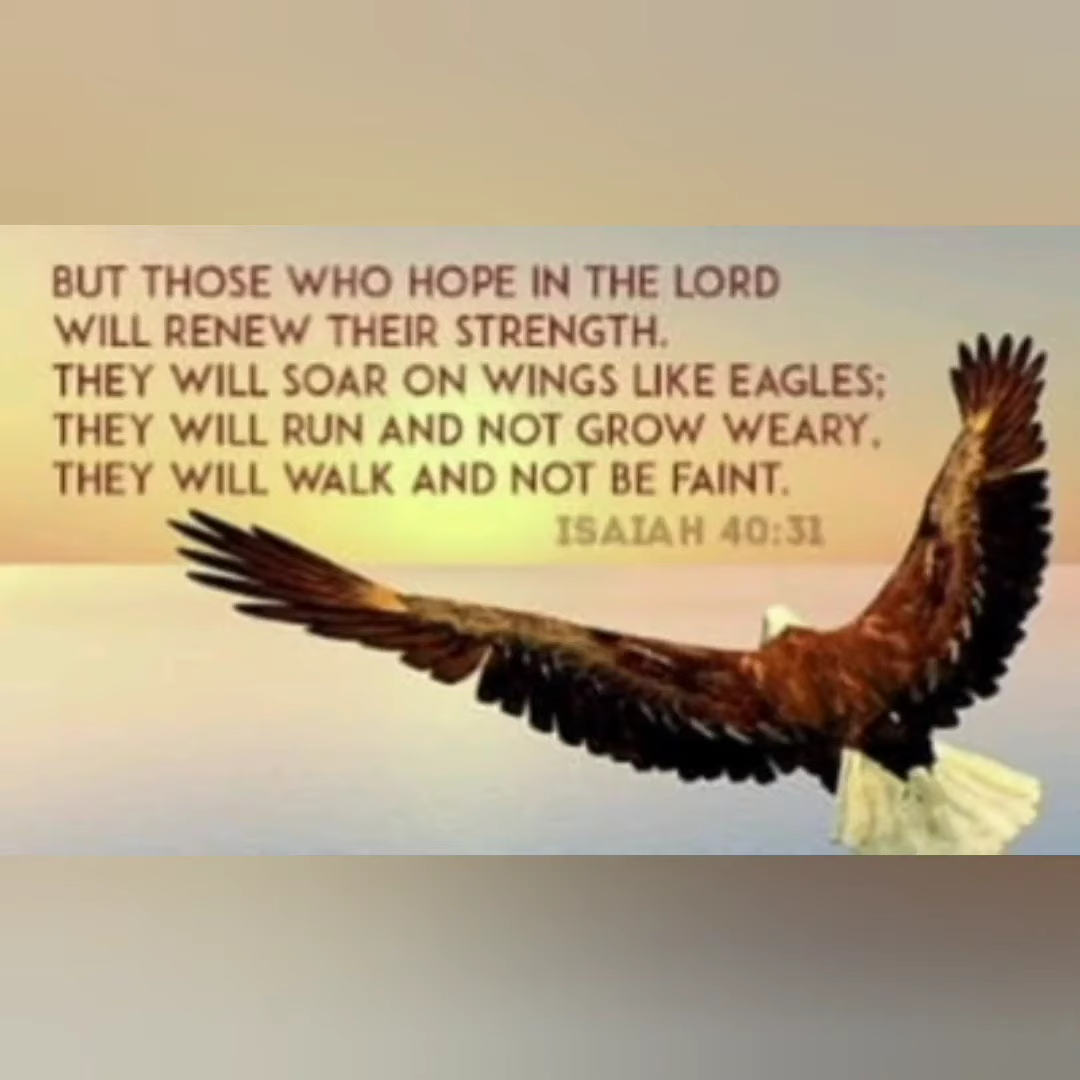 BUT THOSE WHO HOPE IN THE LORD
WILL RENEW THEIR STRENGTH.
THEY WILL SOAR ON WINGS LIKE EAGLES;
THEY WILL RUN AND NOT GROW WEARY,
THEY WILL WALK AND NOT BE FAINT.
ISAIAH 40:31